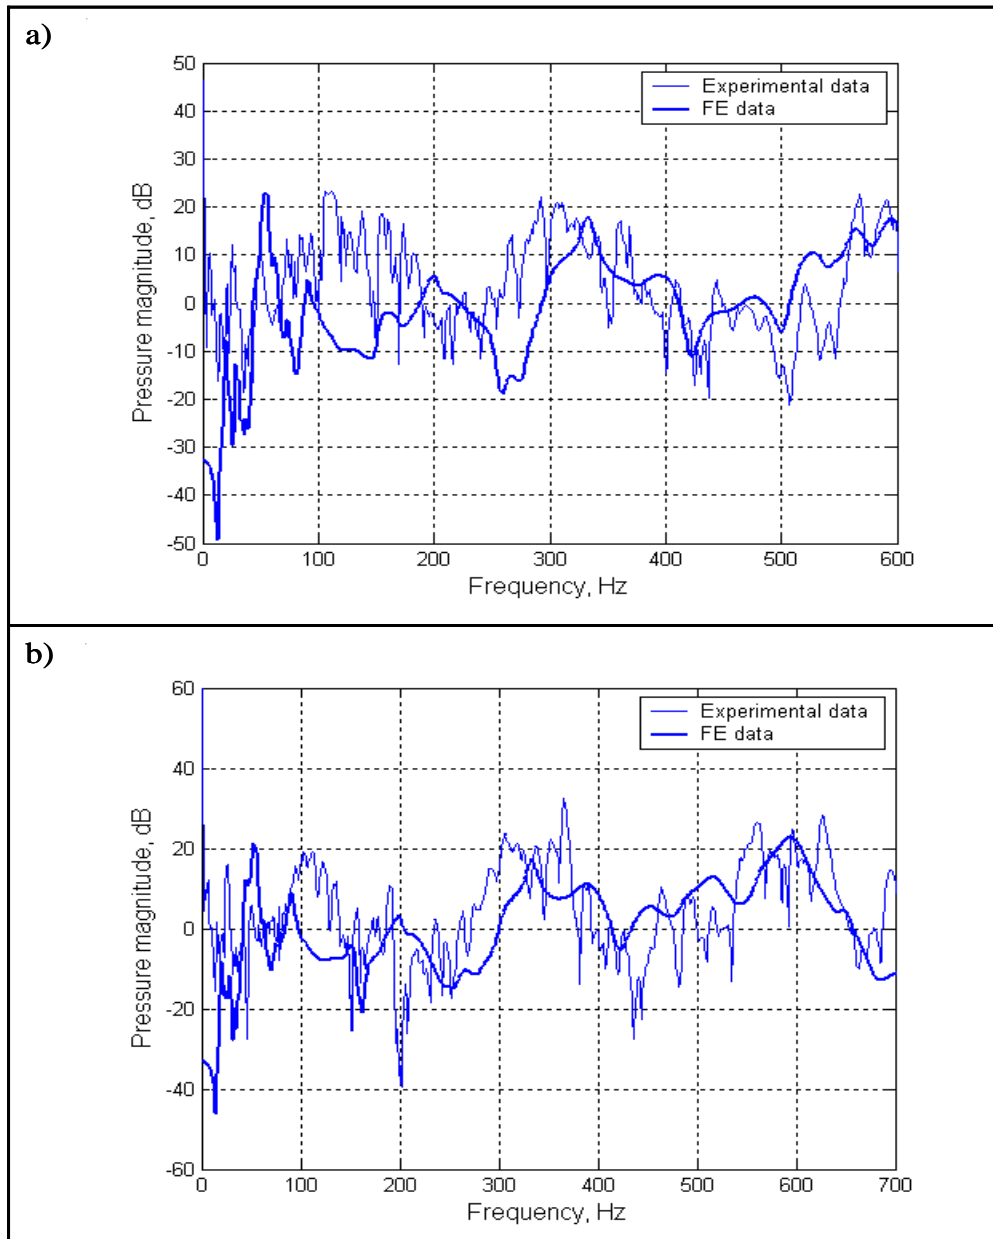 a)
50
40
30
20
10
0
-10
-20
-30
-40
-50
Pressure magnitude, dB
Experimental data
FE data
0 100 200 300 400 500 600
Frequency, Hz
b)
60
40
20
0
-20
-40
-60
Pressure magnitude, dB
Experimental data
FE data
0 100 200 300 400 500 600 700
Frequency, Hz